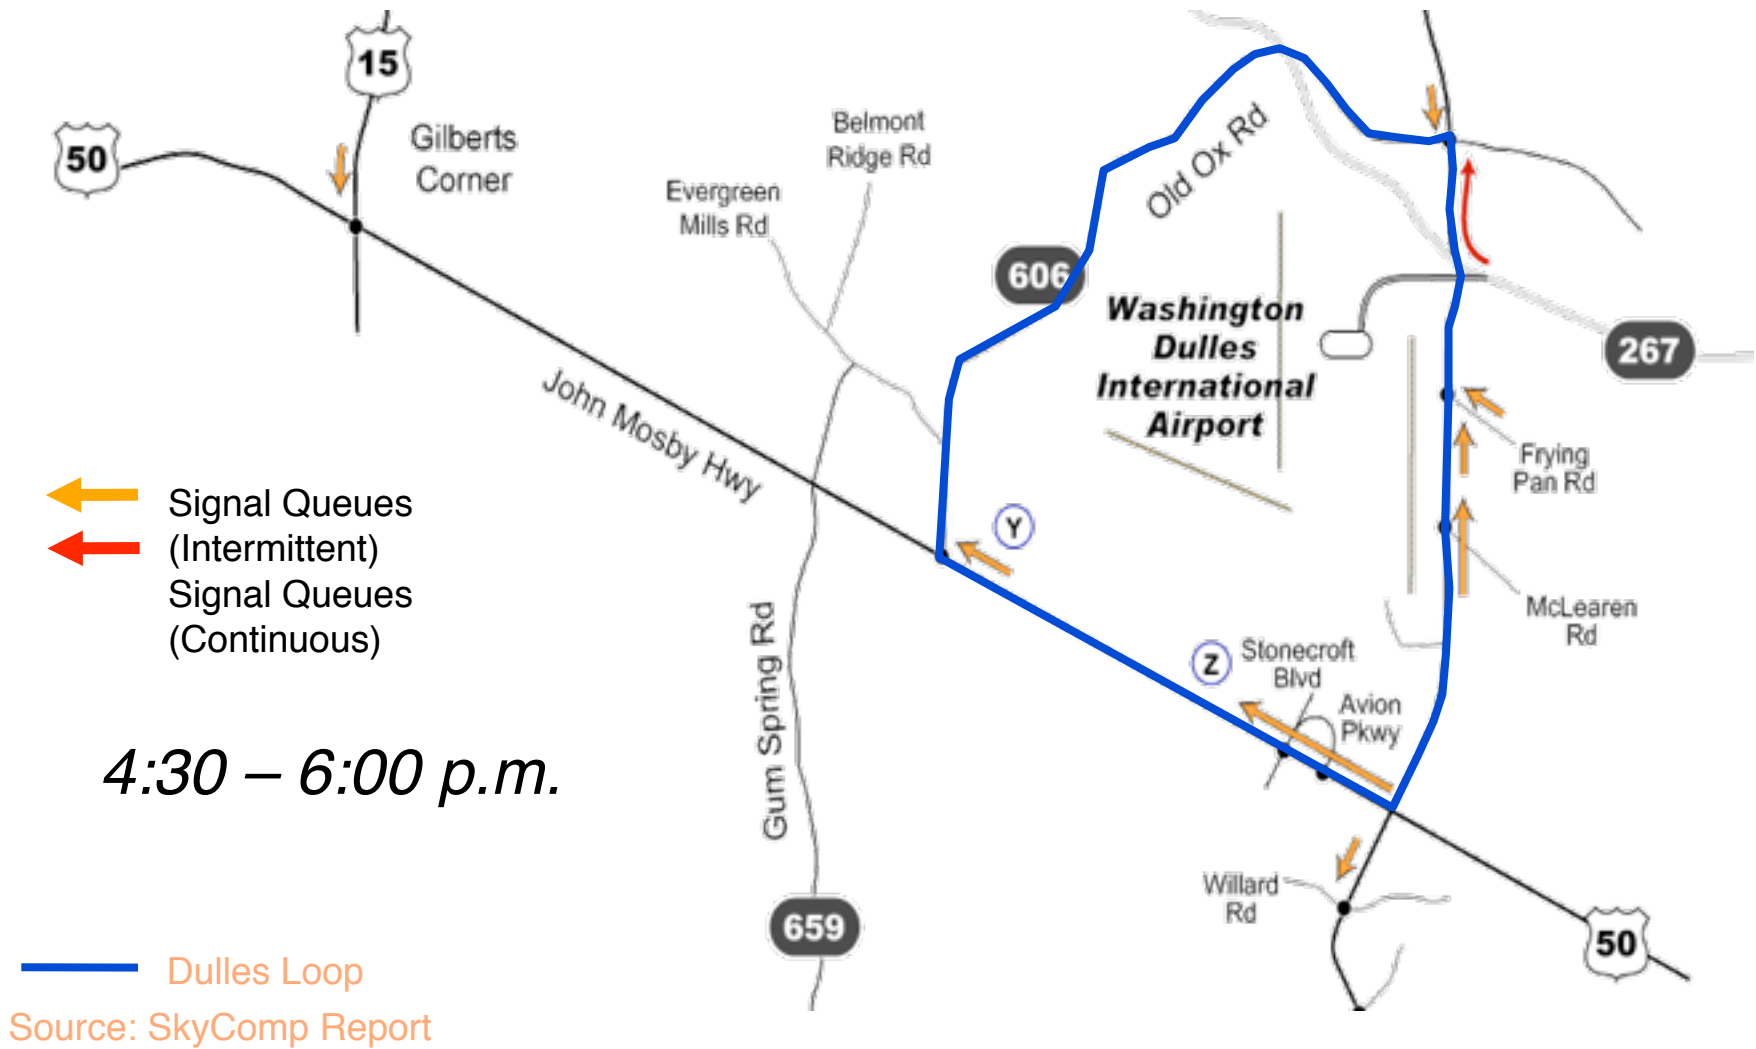 15
50
Gilberts
Corner
Belmont
Ridge Rd
Evergreen
Mills Rd
Old Ox Rd
606
Washington
Dulles
International
Airport
267
John Mosby Hwy
Frying
Pan Rd
Signal Queues
(Intermittent)
Signal Queues
(Continuous)
Y
McLearen
Rd
Z
Stonecroft
Blvd
Avion
Pkwy
Gum Spring Rd
4:30 – 6:00 p.m.
Willard
Rd
659
50
Dulles Loop
Source: SkyComp Report